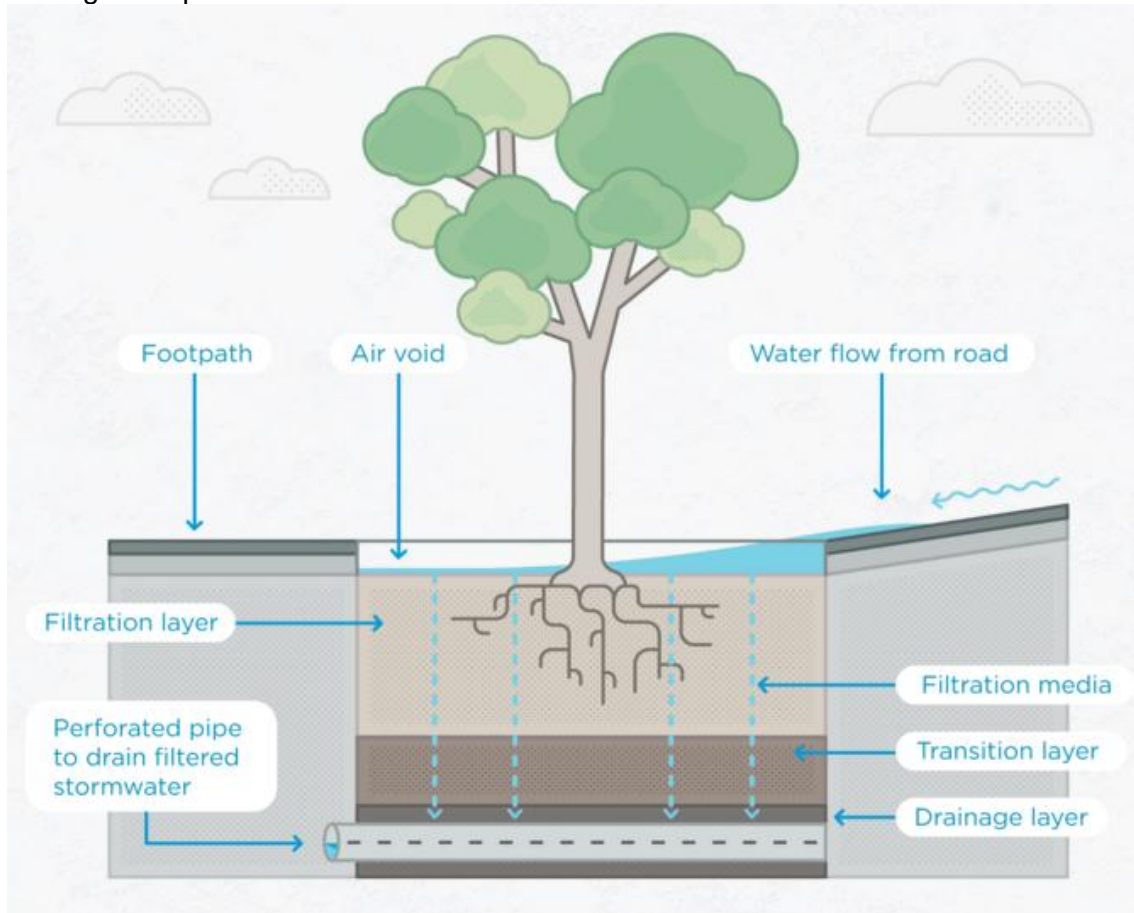 Footpath
Air void
Water flow from road
Filtration layer
Filtration media
Perforated pipe
to drain filtered
stormwater
Transition layer
Drainage layer